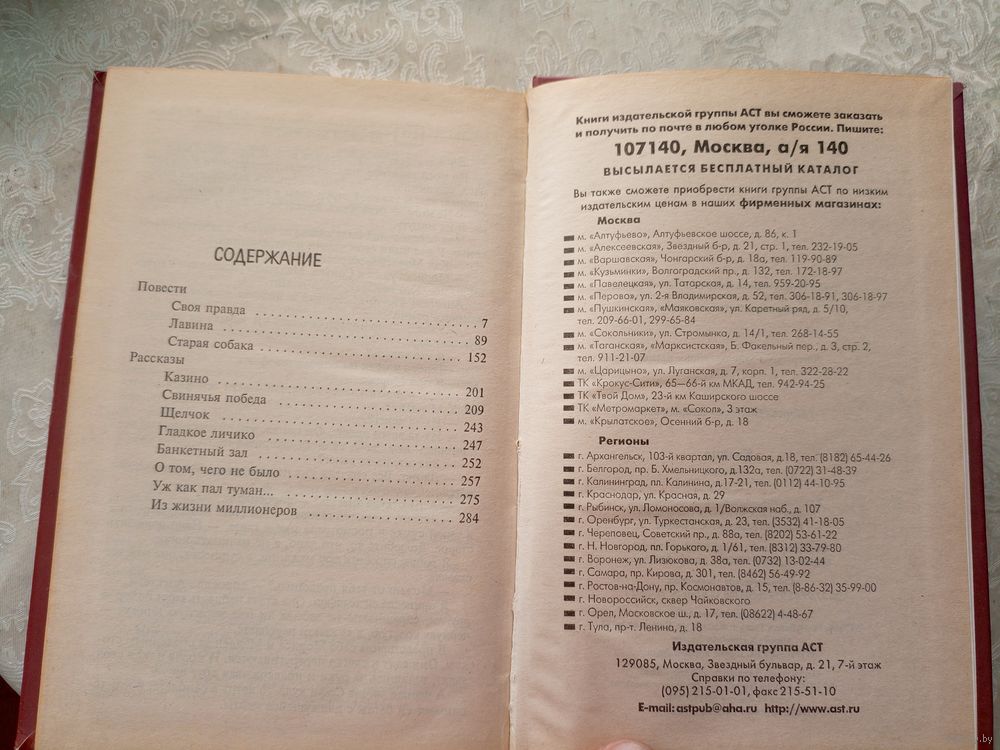 СОДЕРЖАНИЕ
Повести
Своя правда 7
Лавина 89
Старая собака 152
Рассказы
Казино 201
Свинячья победа 209
Щелчок 243
Гладкое личико 247
Банкетный зал 252
О том, чего не было 257
Уж как пал туман... 275
Из жизни миллионеров 284
Книги издательской группы АСТ вы сможете заказать
и получить по почте в любом уголке России. Пишите:
107140, Москва, а/я 140
ВЫСЫЛАЕТСЯ БЕСПЛАТНЫЙ КАТАЛОГ
Вы также сможете приобрести книги группы АСТ по низким
издательским ценам в наших фирменных магазинах:
Москва
м. «Алтуфьево», Алтуфьевское шоссе, д. 86, к. 1
м. «Алексеевская», Звездный б-р, д. 21, стр. 1, тел. 232-19-05
м. «Варшавская», Чонгарский б-р, д. 18а, тел. 119-90-89
м. «Кузьминки», Волгоградский пр., д. 132, тел. 172-18-97
м. «Павелецкая», ул. Татарская, д. 14, тел. 959-20-95
м. «Перово», ул. 2-я Владимирская, д. 52, тел. 306-18-91, 306-18-97
м. «Пушкинская», «Маяковская», ул. Каретный ряд, д. 5/10,
тел. 209-66-01, 299-65-84
м. «Сокольники», ул. Стромынка, д. 14/1, тел. 268-14-55
м. «Таганская», «Марксистская», Б. Факельный пер., д. 3, стр. 2,
тел. 911-21-07
м. «Царицыно», ул. Луганская, д. 7, корп. 1, тел. 322-28-22
ТК «Крокус-Сити», 65—66-й км МКАД, тел. 942-94-25
ТК «Твой Дом», 23-й км Каширского шоссе
ТК «Метромаркет», м. «Сокол», 3 этаж
м. «Крылатское», Осенний б-р, д. 18
Регионы
г. Архангельск, 103-й квартал, ул. Садовая, д.18, тел. (8182) 65-44-26
г. Белгород, пр. Б. Хмельницкого, д.132а, тел. (0722) 31-48-39
г. Калининград, пл. Калинина, д.17-21, тел. (0112) 44-10-95
г. Краснодар, ул. Красная, д. 29
г. Рыбинск, ул. Ломоносова, д. 1/Волжская наб., д. 107
г. Оренбург, ул. Туркестанская, д. 23, тел. (3532) 41-18-05
г. Череповец, Советский пр., д. 88а, тел. (8202) 53-61-22
г. Н. Новгород, пл. Горького, д. 1/61, тел. (8312) 33-79-80
г. Воронеж, ул. Лизюкова, д. 38а, тел. (0732) 13-02-44
г. Самара, пр. Кирова, д. 301, тел. (8462) 56-49-92
г. Ростов-на-Дону, пр. Космонавтов, д. 15, тел. (8-86-32) 35-99-00
г. Новороссийск, сквер Чайковского
г. Орел, Московское ш., д. 17, тел. (08622) 4-48-67
г. Тула, пр-т. Ленина, д. 18
Издательская группа АСТ
129085, Москва, Звездный бульвар, д. 21, 7-й этаж
Справки по телефону:
(095) 215-01-01, факс 215-51-10
E-mail: astpub@aha.ru http://www.ast.ru